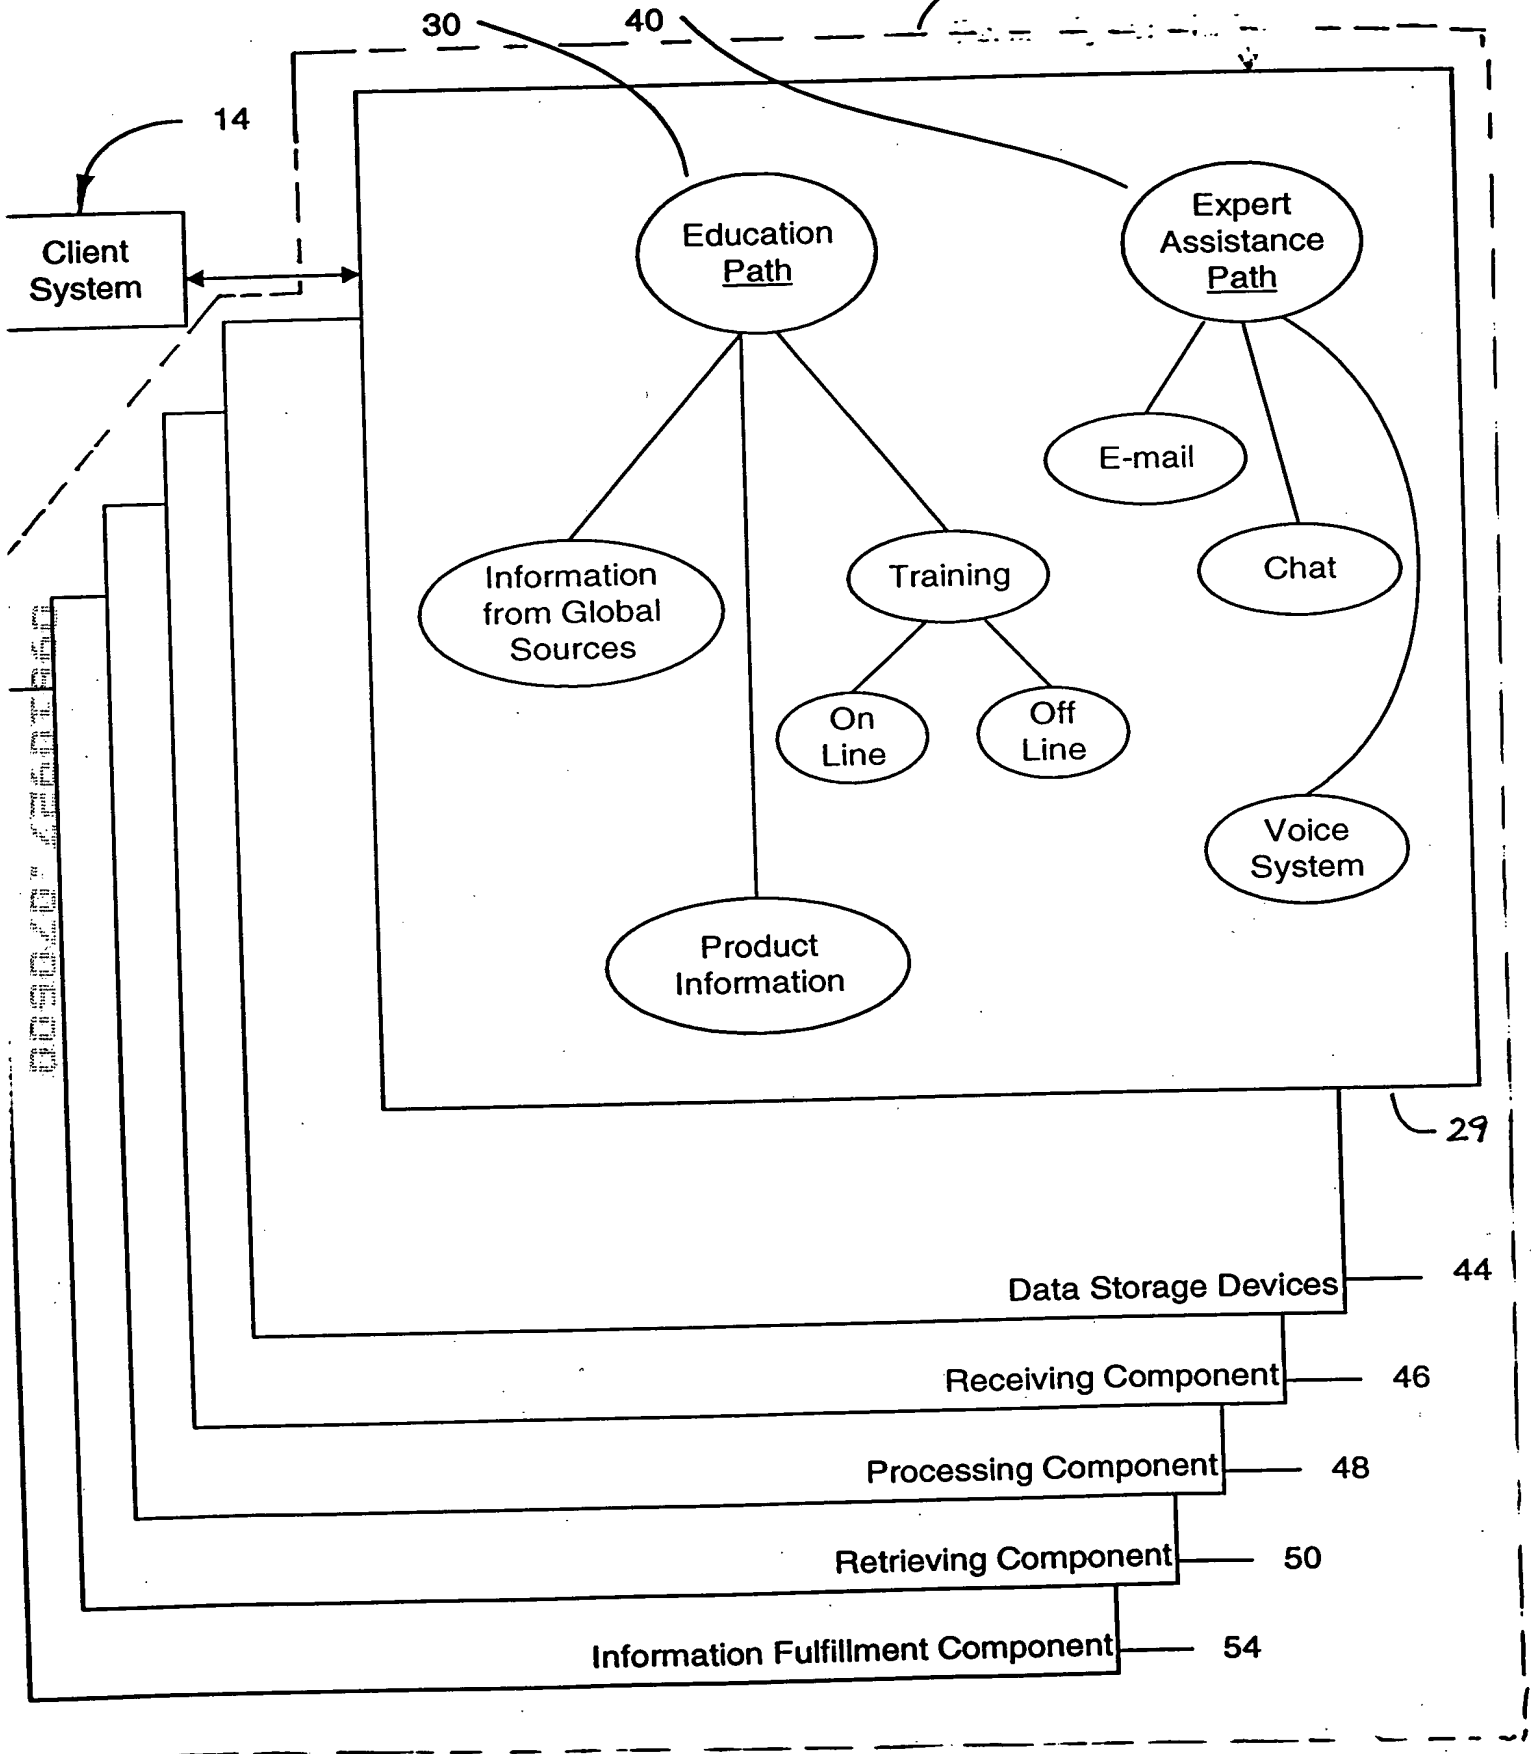 30
40
14
Client
System
Education
Path
Expert
Assistance
Path
E-mail
Chat
Information
from Global
Sources
Training
On
Line
Off
Line
Voice
System
Product
Information
29
Data Storage Devices
44
Receiving Component
46
Processing Component
48
Retrieving Component
50
Information Fulfillment Component
54